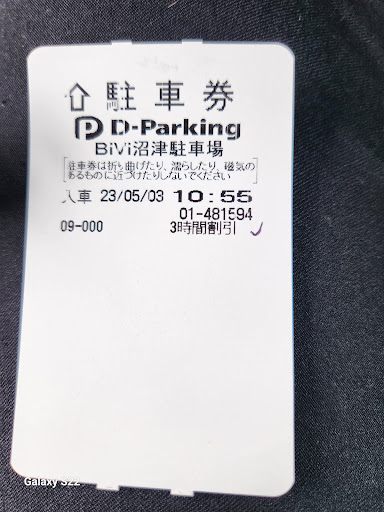 ⇧駐車券
D-Parking
BiVi沼津駐車場
駐車券は折り曲げたり、濡らしたり、磁気の
あるものに近づけたりしないでください
入車 23/05/03 10:55
01-481594
09-000 3時間割引
Galaxy S22